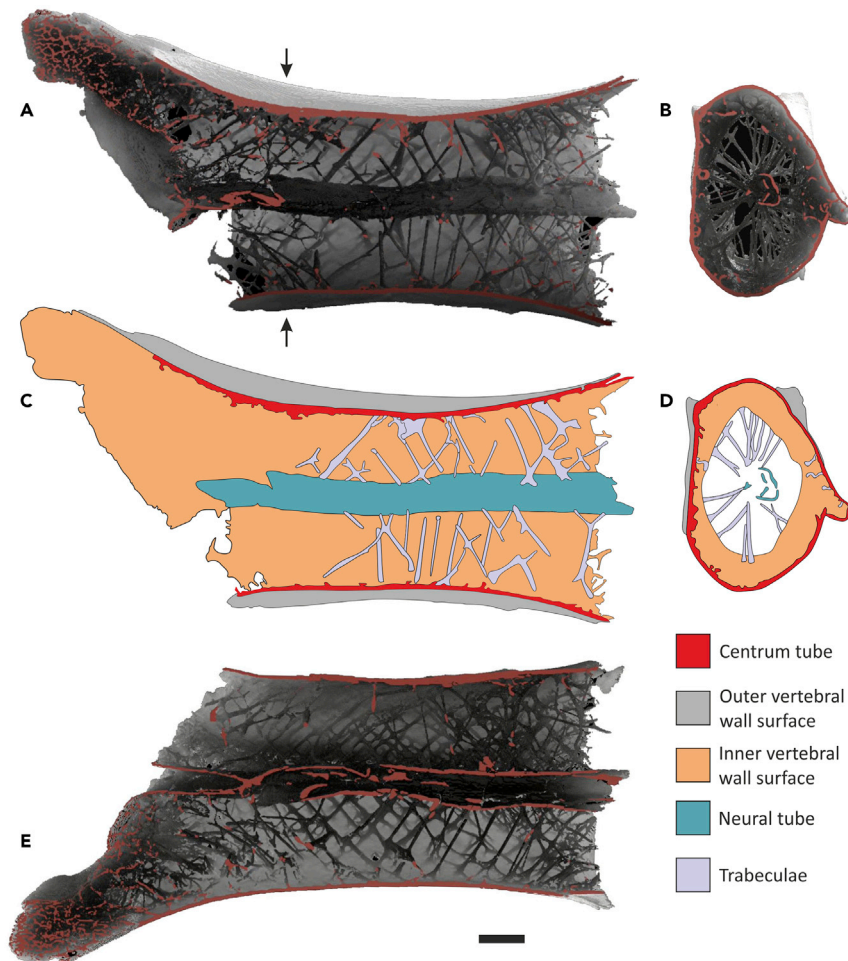 A
B
C
D
Centrum tube
Outer vertebral
wall surface
Inner vertebral
wall surface
Neural tube
Trabeculae
E